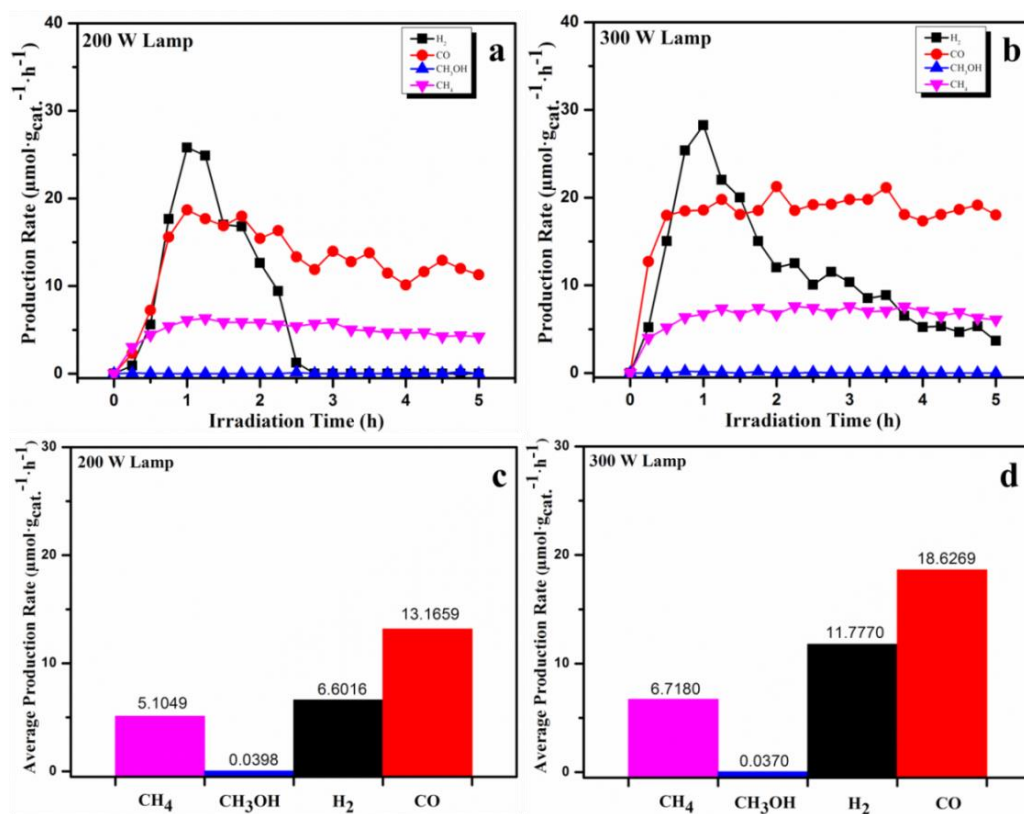 200 W Lamp
a
H₂
CO
CH₃OH
CH₄
Production Rate (μmol·g_cat.⁻¹·h⁻¹)
40
30
20
10
0
0 1 2 3 4 5
Irradiation Time (h)
300 W Lamp
b
H₂
CO
CH₃OH
CH₄
Production Rate (μmol·g_cat.⁻¹·h⁻¹)
40
30
20
10
0
0 1 2 3 4 5
Irradiation Time (h)
200 W Lamp
c
Average Production Rate (μmol·g_cat.⁻¹·h⁻¹)
30
20
10
0
5.1049
0.0398
6.6016
13.1659
CH₄ CH₃OH H₂ CO
300 W Lamp
d
Average Production Rate (μmol·g_cat.⁻¹·h⁻¹)
30
20
10
0
6.7180
0.0370
11.7770
18.6269
CH₄ CH₃OH H₂ CO